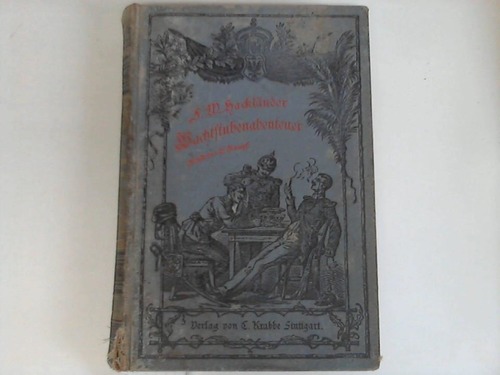 F. W. Hackländer
Wachtstubenabenteuer
Verlag von C. Krabbe Stuttgart.